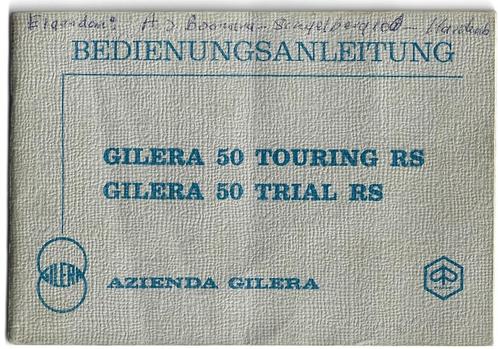 BEDIENUNGSANLEITUNG
GILERA 50 TOURING RS
GILERA 50 TRIAL RS
GILERA
AZIENDA GILERA